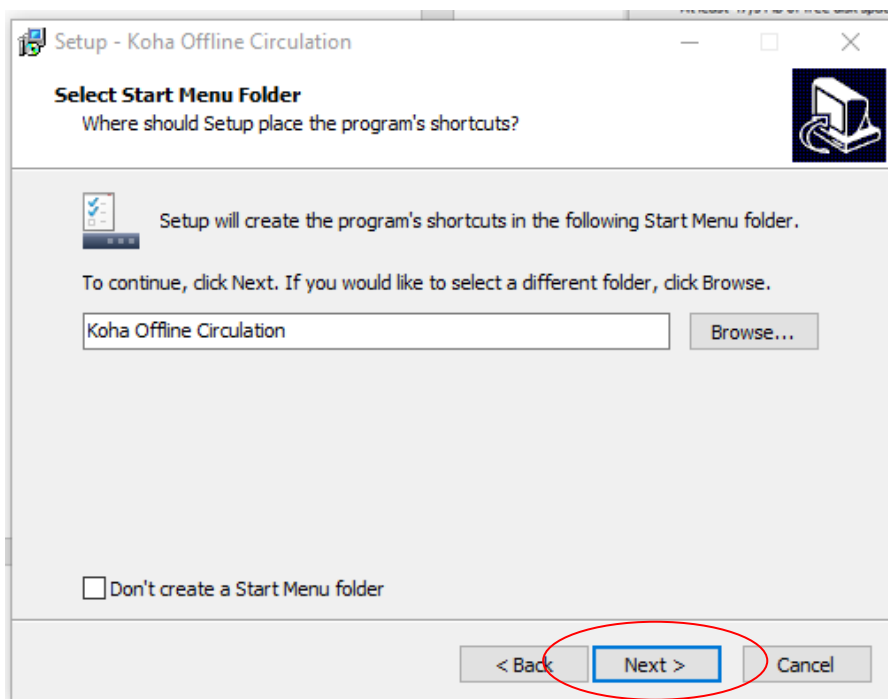 Setup - Koha Offline Circulation
Select Start Menu Folder
Where should Setup place the program's shortcuts?
Setup will create the program's shortcuts in the following Start Menu folder.
To continue, click Next. If you would like to select a different folder, click Browse.
Koha Offline Circulation
Browse...
Don't create a Start Menu folder
< Back
Next >
Cancel